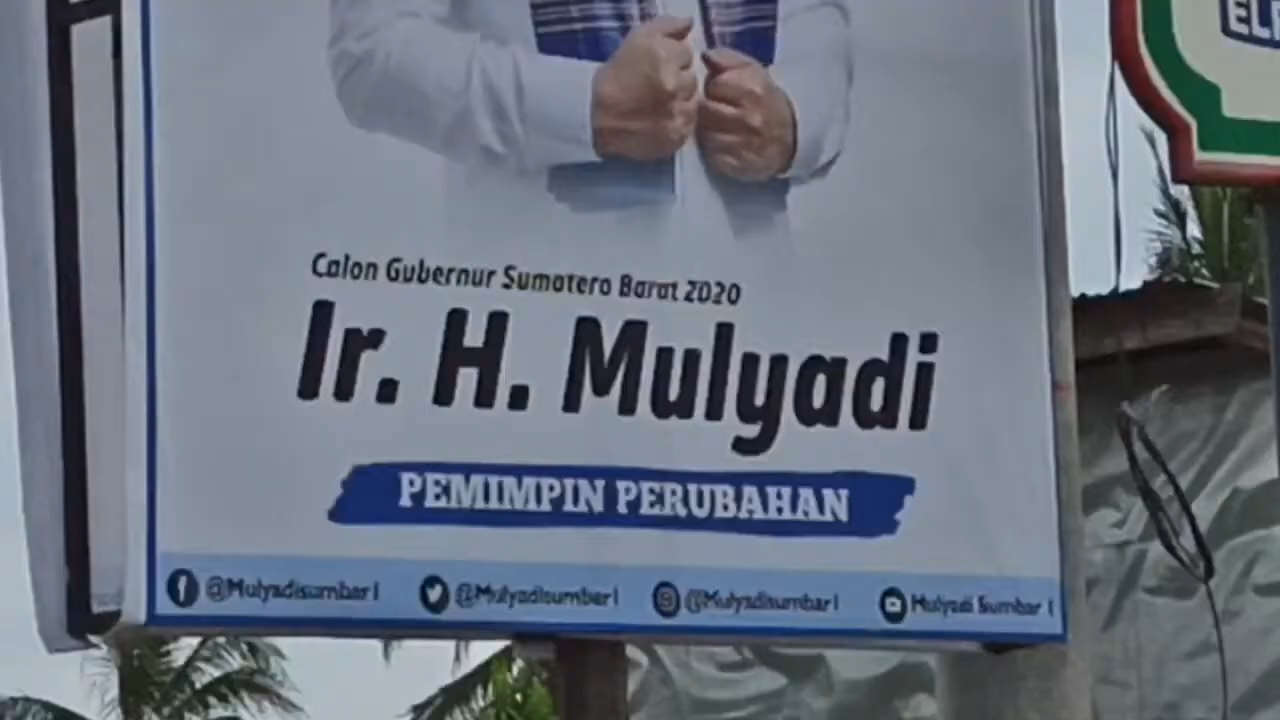 Calon Gubernur Sumatera Barat 2020
Ir. H. Mulyadi
PEMIMPIN PERUBAHAN
@Mulyadisumbar1 @Mulyadisumbar1 @Mulyadisumbar1 Mulyadi Sumbar 1